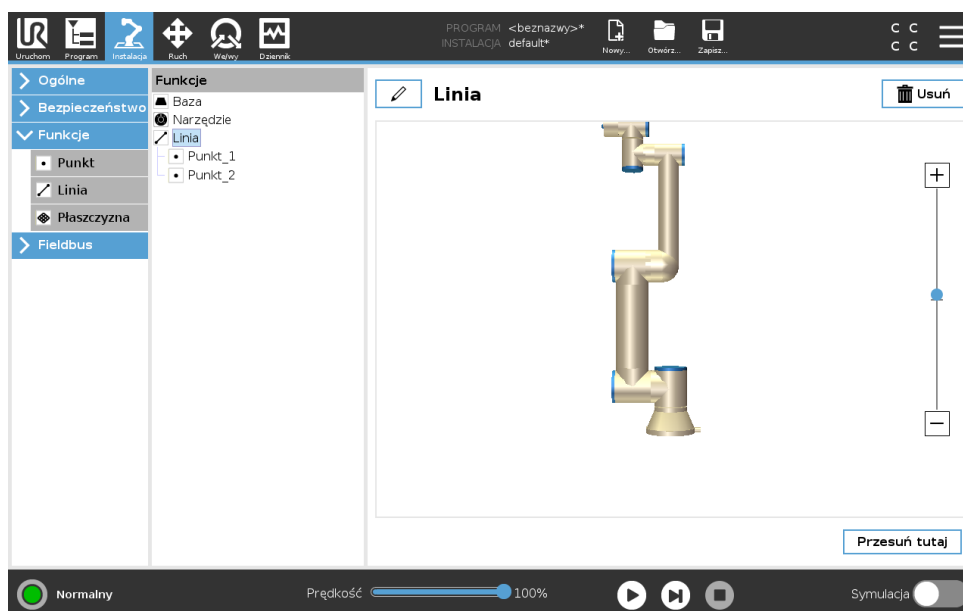 UR
Uruchom
Program
Instalacja
Ruch
We/wy
Dziennik
PROGRAM <beznazwy>*
INSTALACJA default*
Nowy...
Otwórz...
Zapisz...
C C
C C
Ogólne
Bezpieczeństwo
Funkcje
Punkt
Linia
Płaszczyzna
Fieldbus
Funkcje
Baza
Narzędzie
Linia
Punkt_1
Punkt_2
Linia
Usuń
Przesuń tutaj
Normalny
Prędkość
100%
Symulacja